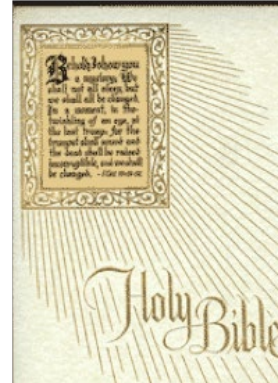 Behold, I show you
a mystery; We
shall not all sleep, but
we shall all be changed,
In a moment, in the
twinkling of an eye, at
the last trump: for the
trumpet shall sound and
the dead shall be raised
incorruptible, and we shall
be changed.
Holy Bible